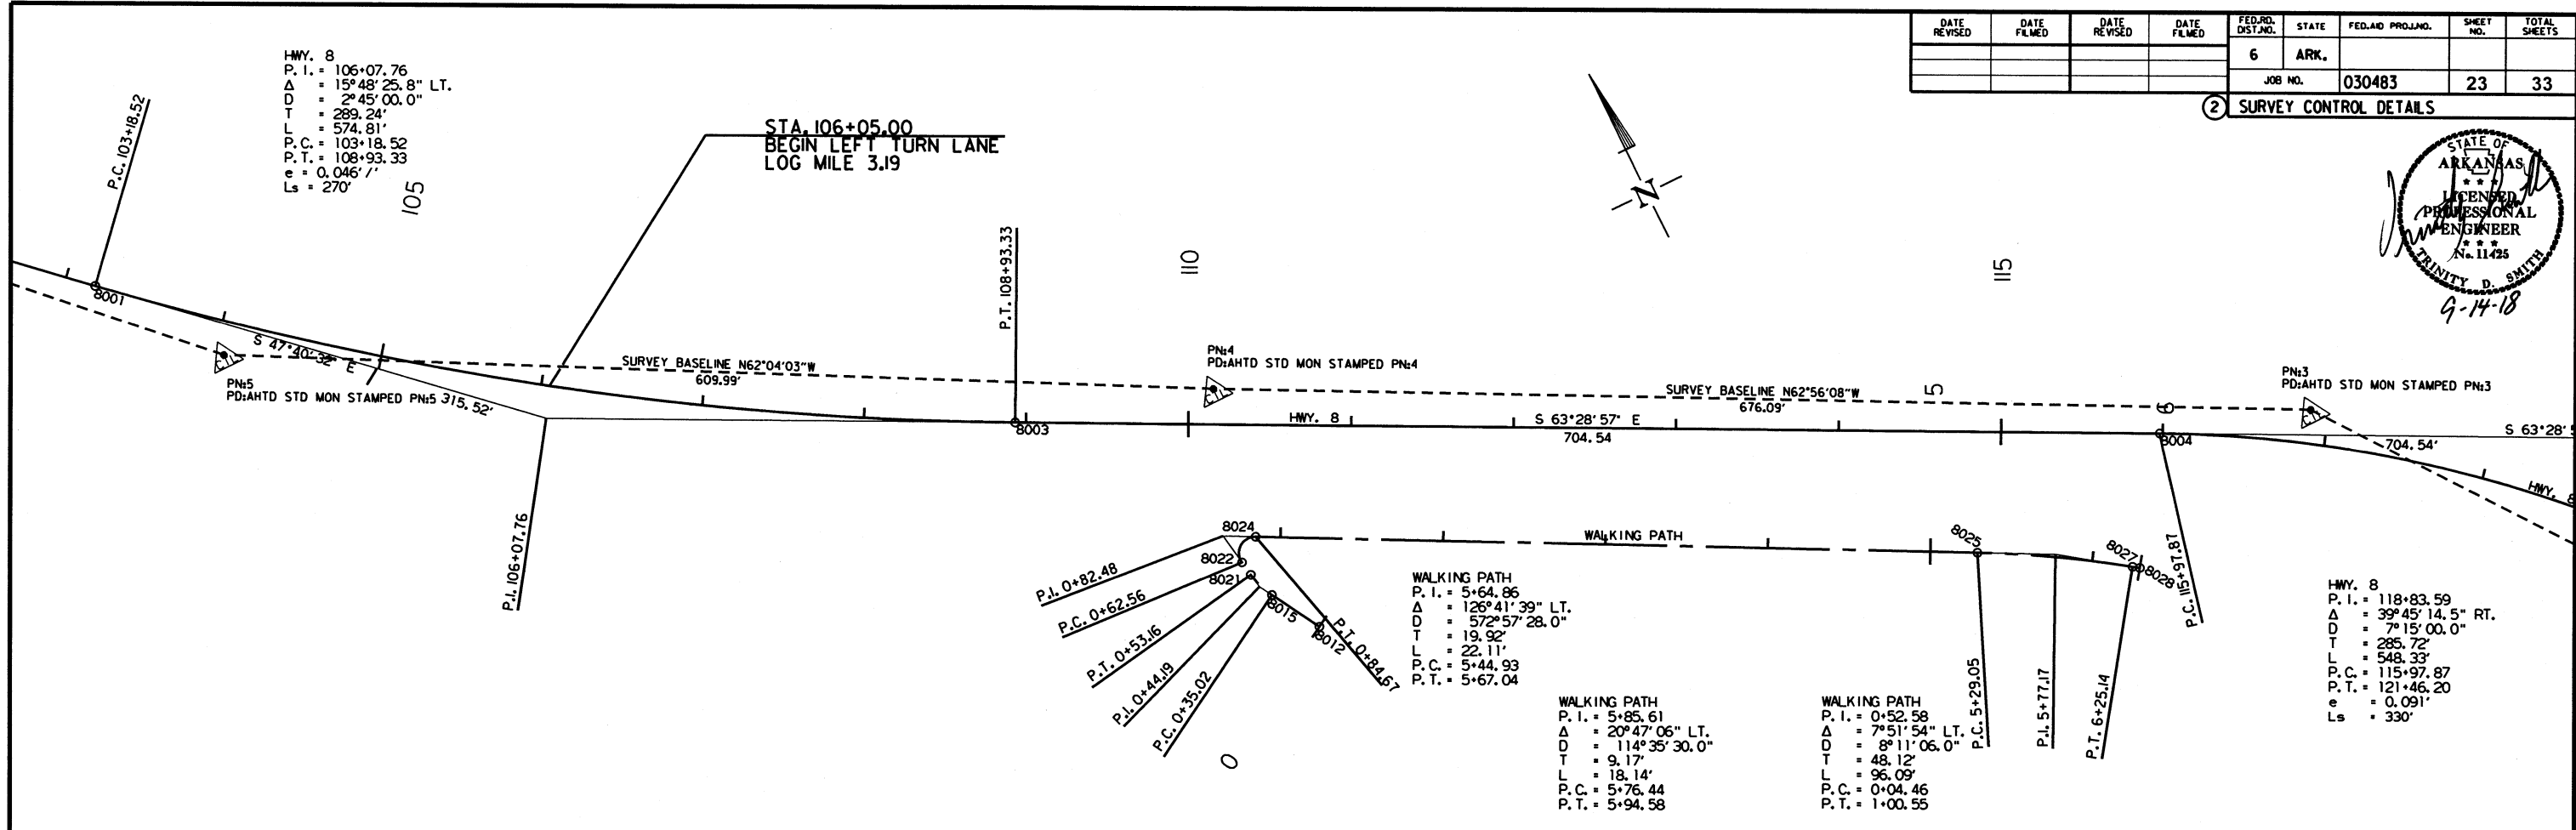 DATE REVISED
DATE FILMED
DATE REVISED
DATE FILMED
FED.RD. DIST.NO.
STATE
FED.AID PROJ.NO.
SHEET NO.
TOTAL SHEETS
6
ARK.
JOB NO.
030483
23
33
2 SURVEY CONTROL DETAILS
STATE OF
ARKANSAS
★ ★ ★
LICENSED
PROFESSIONAL
ENGINEER
★ ★ ★
No. 11425
TRINITY D. SMITH
9-14-18
HWY. 8
P.I. = 106+07.76
Δ = 15°48'25.8" LT.
D = 2°45'00.0"
T = 289.24'
L = 574.81'
P.C. = 103+18.52
P.T. = 108+93.33
e = 0.046'/'
Ls = 270'
P.C. 103+18.52
105
STA. 106+05.00
BEGIN LEFT TURN LANE
LOG MILE 3.19
N
P.T. 108+93.33
110
115
8001
S 47°40'32" E
315.52'
PN:5
PD:AHTD STD MON STAMPED PN:5
SURVEY BASELINE N62°04'03"W
609.99'
PN:4
PD:AHTD STD MON STAMPED PN:4
SURVEY BASELINE N62°56'08"W
676.09'
5
6
PN:3
PD:AHTD STD MON STAMPED PN:3
8003
HWY. 8
S 63°28'57" E
704.54
8004
704.54'
S 63°28'5
HWY. 8
P.I. 106+07.76
8024
8022
8021
8015
8012
WALKING PATH
8025
8027
8028
P.I. 0+82.48
P.C. 0+62.56
P.T. 0+53.16
P.I. 0+44.19
P.C. 0+35.02
P.T. 0+84.67
0
WALKING PATH
P.I. = 5+64.86
Δ = 126°41'39" LT.
D = 572°57'28.0"
T = 19.92'
L = 22.11'
P.C. = 5+44.93
P.T. = 5+67.04
WALKING PATH
P.I. = 5+85.61
Δ = 20°47'06" LT.
D = 114°35'30.0"
T = 9.17'
L = 18.14'
P.C. = 5+76.44
P.T. = 5+94.58
WALKING PATH
P.I. = 0+52.58
Δ = 7°51'54" LT.
D = 8°11'06.0"
T = 48.12'
L = 96.09'
P.C. = 0+04.46
P.T. = 1+00.55
P.C. 5+29.05
P.I. 5+77.17
P.T. 6+25.14
P.C. 115+97.87
HWY. 8
P.I. = 118+83.59
Δ = 39°45'14.5" RT.
D = 7°15'00.0"
T = 285.72'
L = 548.33'
P.C. = 115+97.87
P.T. = 121+46.20
e = 0.091'
Ls = 330'